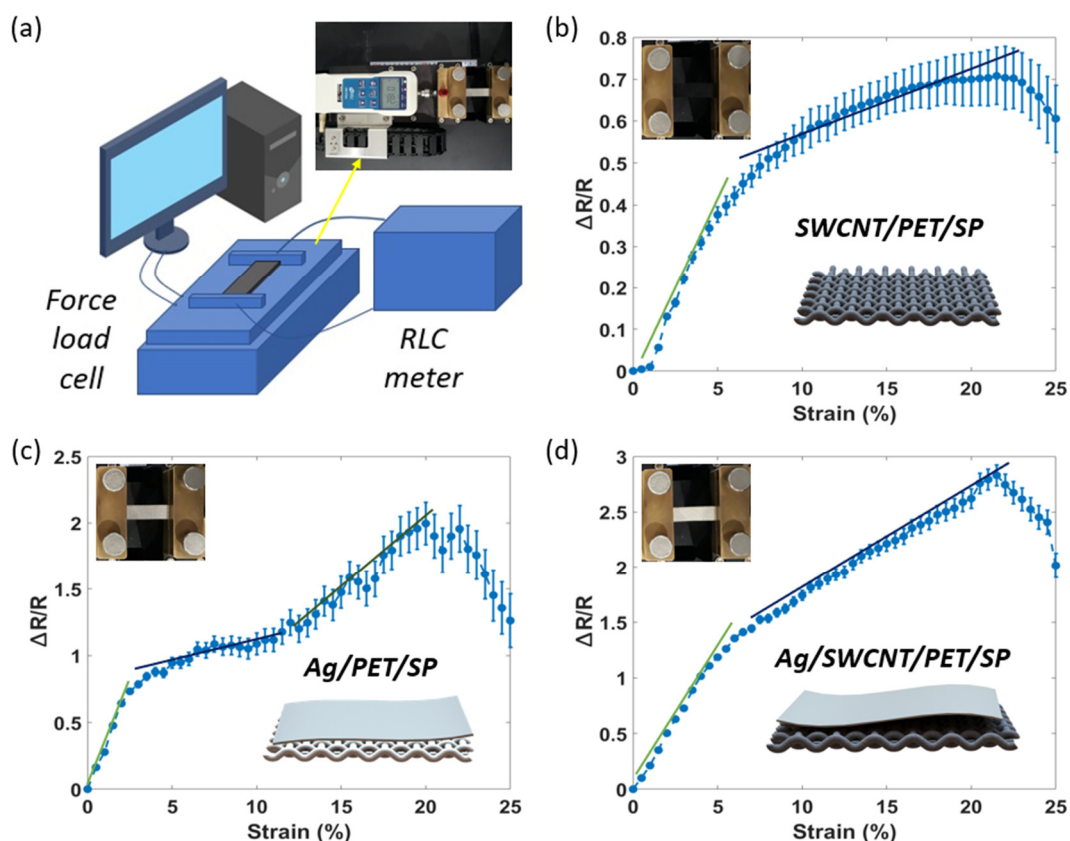 (a)
Force
load
cell
RLC
meter
(b)
0.8
0.7
0.6
0.5
0.4
0.3
0.2
0.1
0
ΔR/R
SWCNT/PET/SP
0 5 10 15 20 25
Strain (%)
(c)
2.5
2
1.5
1
0.5
0
ΔR/R
Ag/PET/SP
0 5 10 15 20 25
Strain (%)
(d)
3
2.5
2
1.5
1
0.5
0
ΔR/R
Ag/SWCNT/PET/SP
0 5 10 15 20 25
Strain (%)